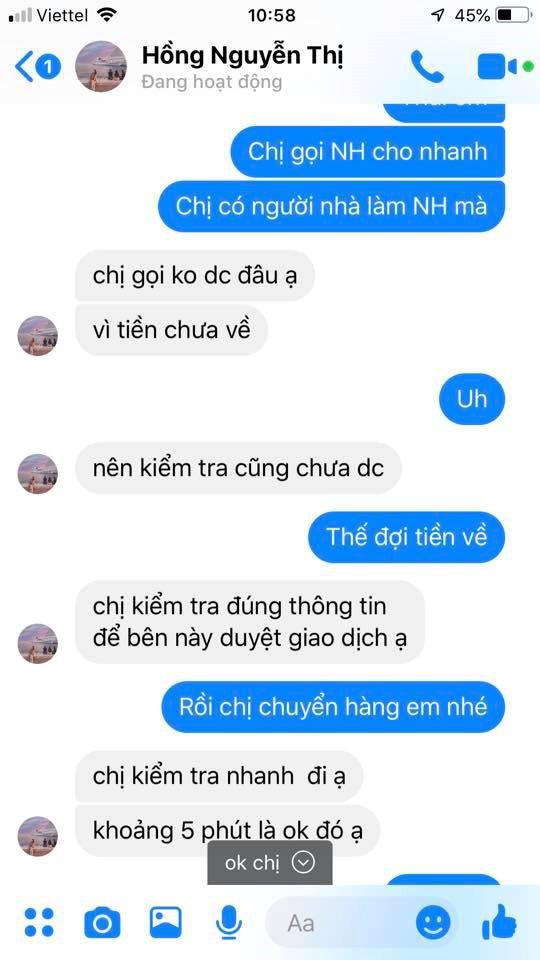 Viettel
10:58
45%
1
Hồng Nguyễn Thị
Đang hoạt động
Chị gọi NH cho nhanh
Chị có người nhà làm NH mà
chị gọi ko dc đâu ạ
vì tiền chưa về
Uh
nên kiểm tra cũng chưa dc
Thế đợi tiền về
chị kiểm tra đúng thông tin
để bên này duyệt giao dịch ạ
Rồi chị chuyển hàng em nhé
chị kiểm tra nhanh đi ạ
khoảng 5 phút là ok đó ạ
ok chị
Aa